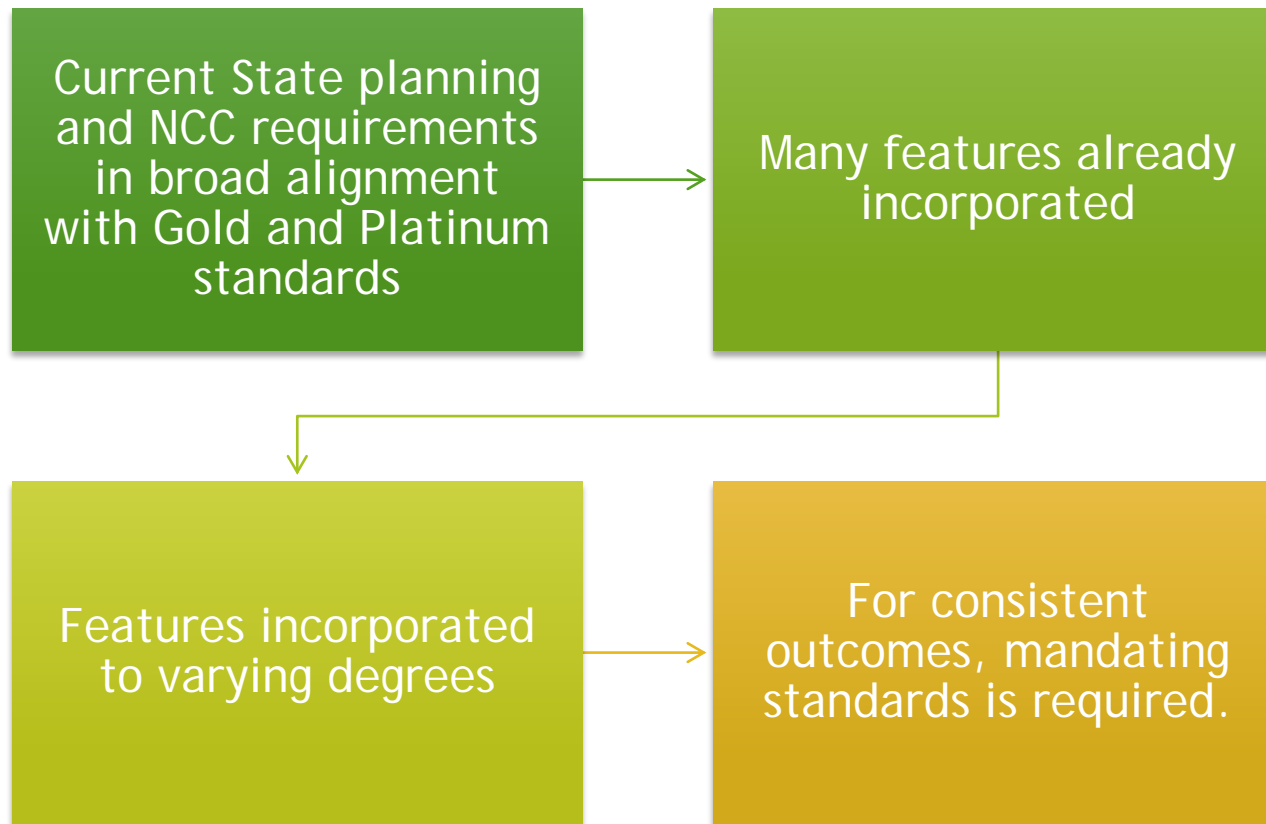 Current State planning
and NCC requirements
in broad alignment
with Gold and Platinum
standards
Many features already
incorporated
Features incorporated
to varying degrees
For consistent
outcomes, mandating
standards is required.